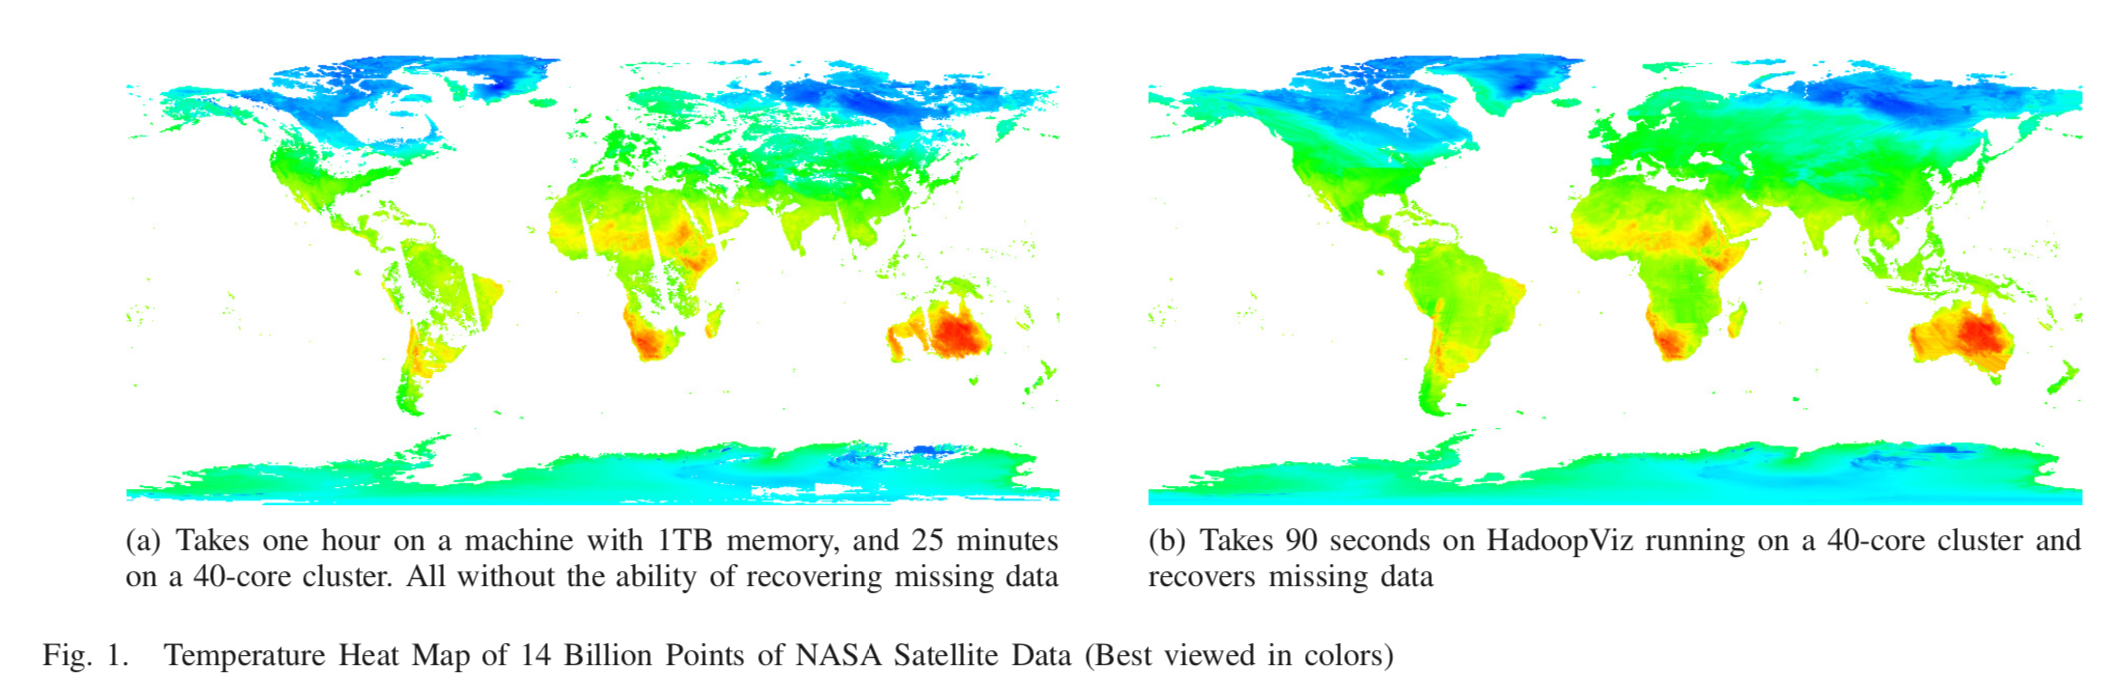 (a) Takes one hour on a machine with 1TB memory, and 25 minutes
on a 40-core cluster. All without the ability of recovering missing data
(b) Takes 90 seconds on HadoopViz running on a 40-core cluster and
recovers missing data
Fig. 1. Temperature Heat Map of 14 Billion Points of NASA Satellite Data (Best viewed in colors)